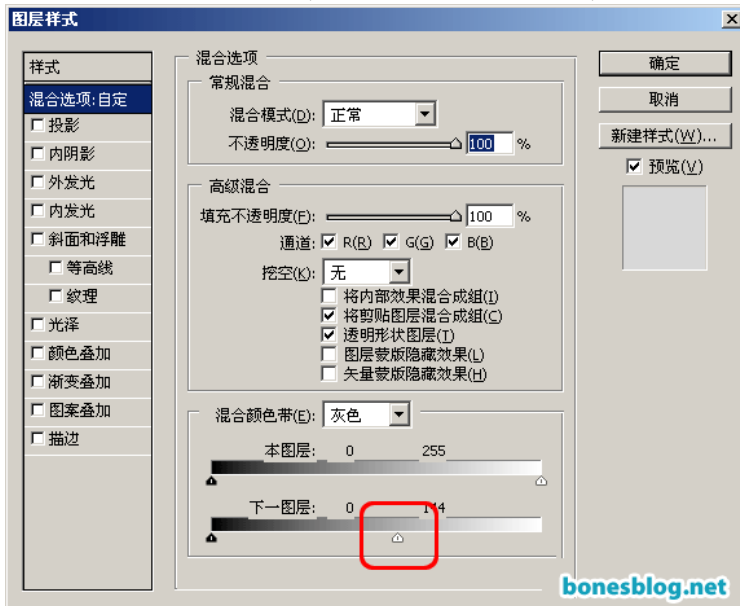 图层样式
样式
混合选项:自定
投影
内阴影
外发光
内发光
斜面和浮雕
等高线
纹理
光泽
颜色叠加
渐变叠加
图案叠加
描边
混合选项
常规混合
混合模式(D): 正常
不透明度(O): 100 %
高级混合
填充不透明度(F): 100 %
通道: R(R) G(G) B(B)
挖空(K): 无
将内部效果混合成组(I)
将剪贴图层混合成组(C)
透明形状图层(T)
图层蒙版隐藏效果(L)
矢量蒙版隐藏效果(H)
混合颜色带(E): 灰色
本图层: 0 255
下一图层: 0 144
确定
取消
新建样式(W)...
预览(V)
bonesblog.net